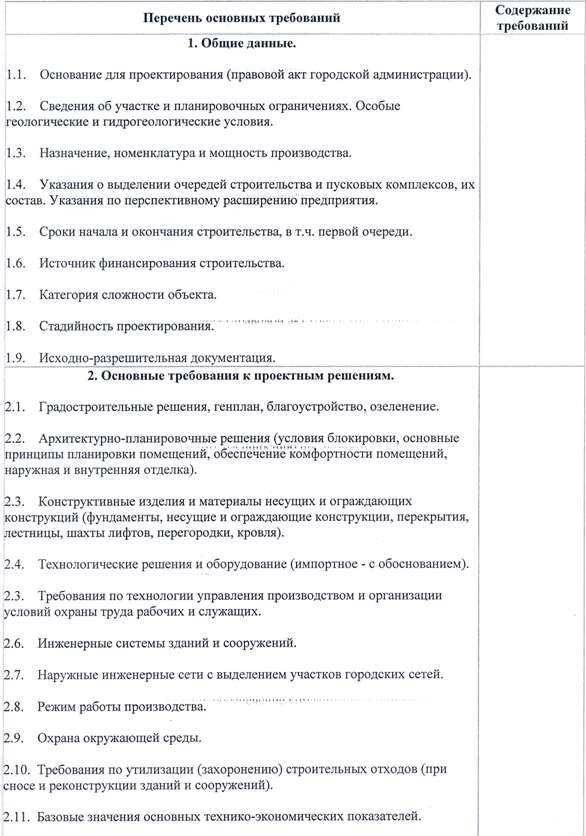 Перечень основных требований
Содержание
требований
1. Общие данные.
1.1. Основание для проектирования (правовой акт городской администрации).
1.2. Сведения об участке и планировочных ограничениях. Особые
геологические и гидрогеологические условия.
1.3. Назначение, номенклатура и мощность производства.
1.4. Указания о выделении очередей строительства и пусковых комплексов, их
состав. Указания по перспективному расширению предприятия.
1.5. Сроки начала и окончания строительства, в т.ч. первой очереди.
1.6. Источник финансирования строительства.
1.7. Категория сложности объекта.
1.8. Стадийность проектирования.
1.9. Исходно-разрешительная документация.
2. Основные требования к проектным решениям.
2.1. Градостроительные решения, генплан, благоустройство, озеленение.
2.2. Архитектурно-планировочные решения (условия блокировки, основные
принципы планировки помещений, обеспечение комфортности помещений,
наружная и внутренняя отделка).
2.3. Конструктивные изделия и материалы несущих и ограждающих
конструкций (фундаменты, несущие и ограждающие конструкции, перекрытия,
лестницы, шахты лифтов, перегородки, кровля).
2.4. Технологические решения и оборудование (импортное - с обоснованием).
2.3. Требования по технологии управления производством и организации
условий охраны труда рабочих и служащих.
2.6. Инженерные системы зданий и сооружений.
2.7. Наружные инженерные сети с выделением участков городских сетей.
2.8. Режим работы производства.
2.9. Охрана окружающей среды.
2.10. Требования по утилизации (захоронению) строительных отходов (при
сносе и реконструкции зданий и сооружений).
2.11. Базовые значения основных технико-экономических показателей.